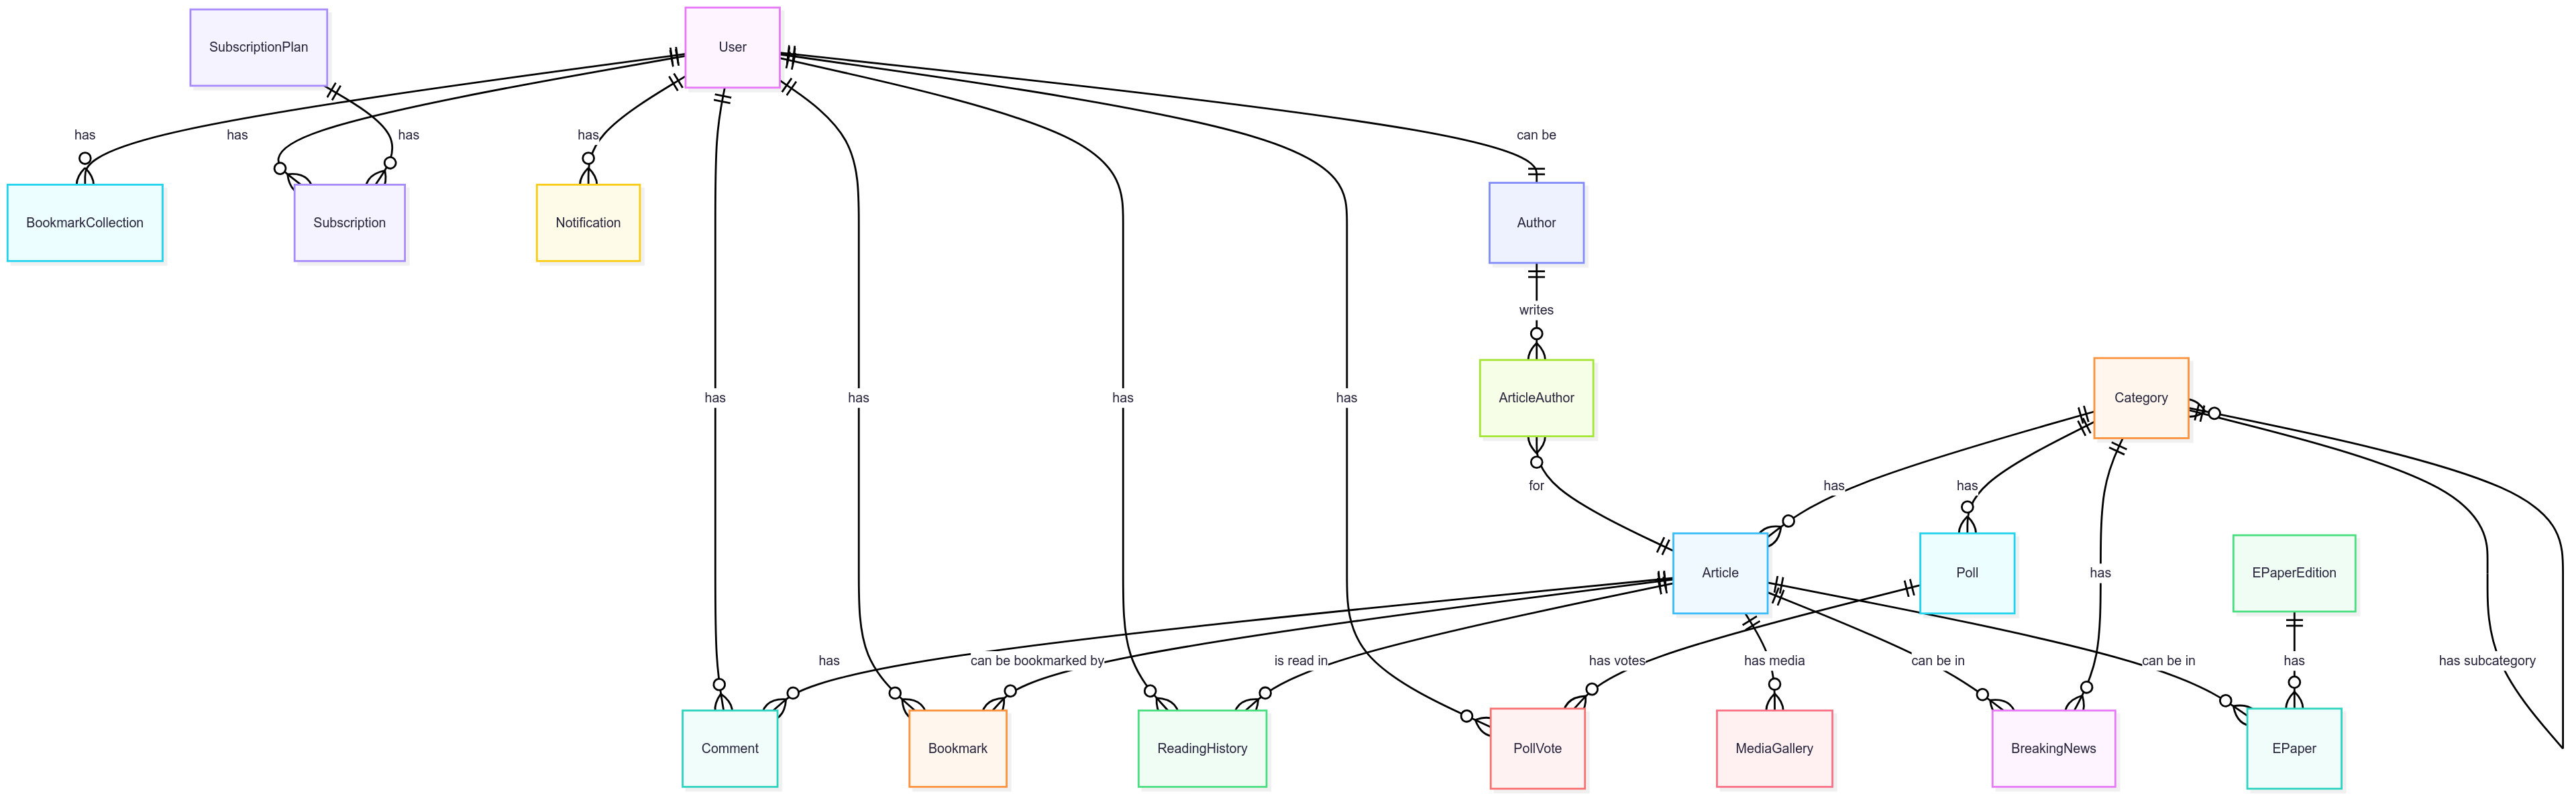 SubscriptionPlan
User
has
has
has
has
can be
BookmarkCollection
Subscription
Notification
Author
writes
has
has
has
has
ArticleAuthor
Category
for
has
has
Article
Poll
has
EPaperEdition
has
can be bookmarked by
is read in
has votes
has media
can be in
can be in
has
has subcategory
Comment
Bookmark
ReadingHistory
PollVote
MediaGallery
BreakingNews
EPaper